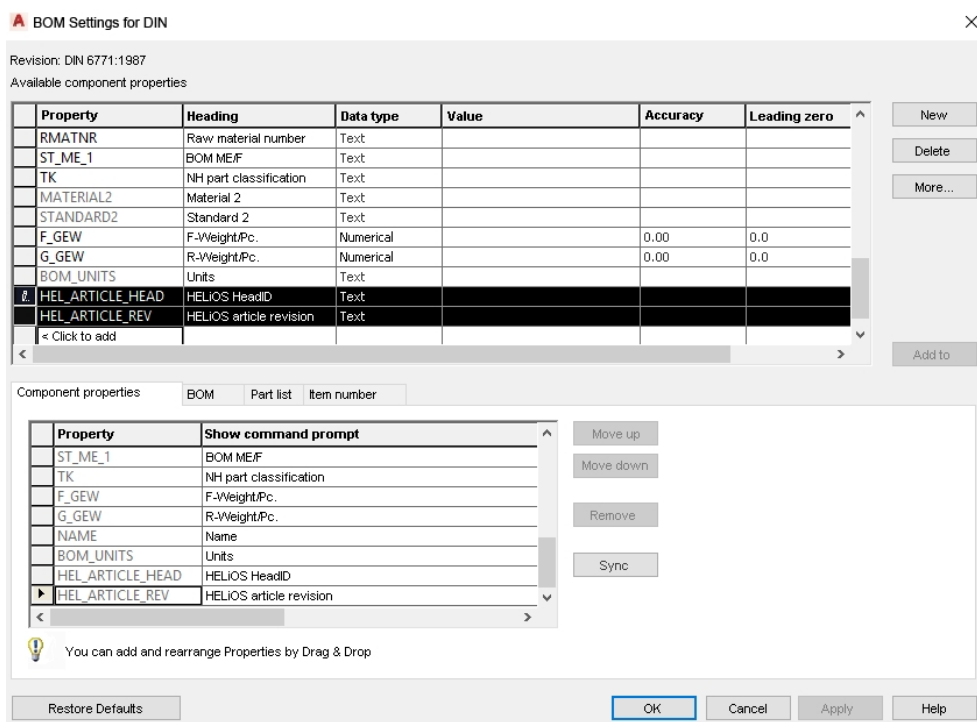 BOM Settings for DIN
Revision: DIN 6771:1987
Available component properties
Property Heading Data type Value Accuracy Leading zero
RMATNR Raw material number Text
ST_ME_1 BOM ME/F Text
TK NH part classification Text
MATERIAL2 Material 2 Text
STANDARD2 Standard 2 Text
F_GEW F-Weight/Pc. Numerical 0.00 0.0
G_GEW R-Weight/Pc. Numerical 0.00 0.0
BOM_UNITS Units Text
HEL_ARTICLE_HEAD HELiOS HeadID Text
HEL_ARTICLE_REV HELiOS article revision Text
< Click to add
New
Delete
More...
Add to
Component properties BOM Part list Item number
Property Show command prompt
ST_ME_1 BOM ME/F
TK NH part classification
F_GEW F-Weight/Pc.
G_GEW R-Weight/Pc.
NAME Name
BOM_UNITS Units
HEL_ARTICLE_HEAD HELiOS HeadID
HEL_ARTICLE_REV HELiOS article revision
Move up
Move down
Remove
Sync
You can add and rearrange Properties by Drag & Drop
Restore Defaults OK Cancel Apply Help